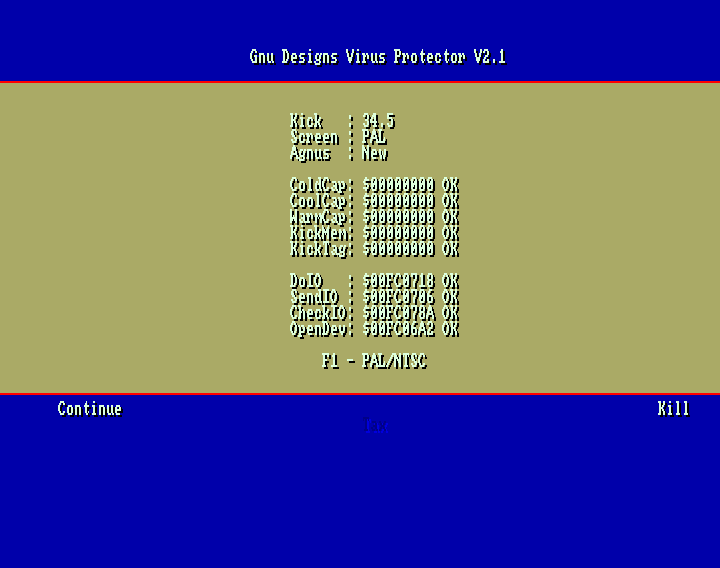 Gnu Designs Virus Protector V2.1
Kick   : 34.5
Screen : PAL
Agnus  : New
ColdCap: $00000000 OK
CoolCap: $00000000 OK
WarmCap: $00000000 OK
KickMem: $00000000 OK
KickTag: $00000000 OK
DoIO   : $00FC0718 OK
SendIO : $00FC0706 OK
CheckIO: $00FC078A OK
OpenDev: $00FC06A2 OK
F1 - PAL/NTSC
Continue
Kill